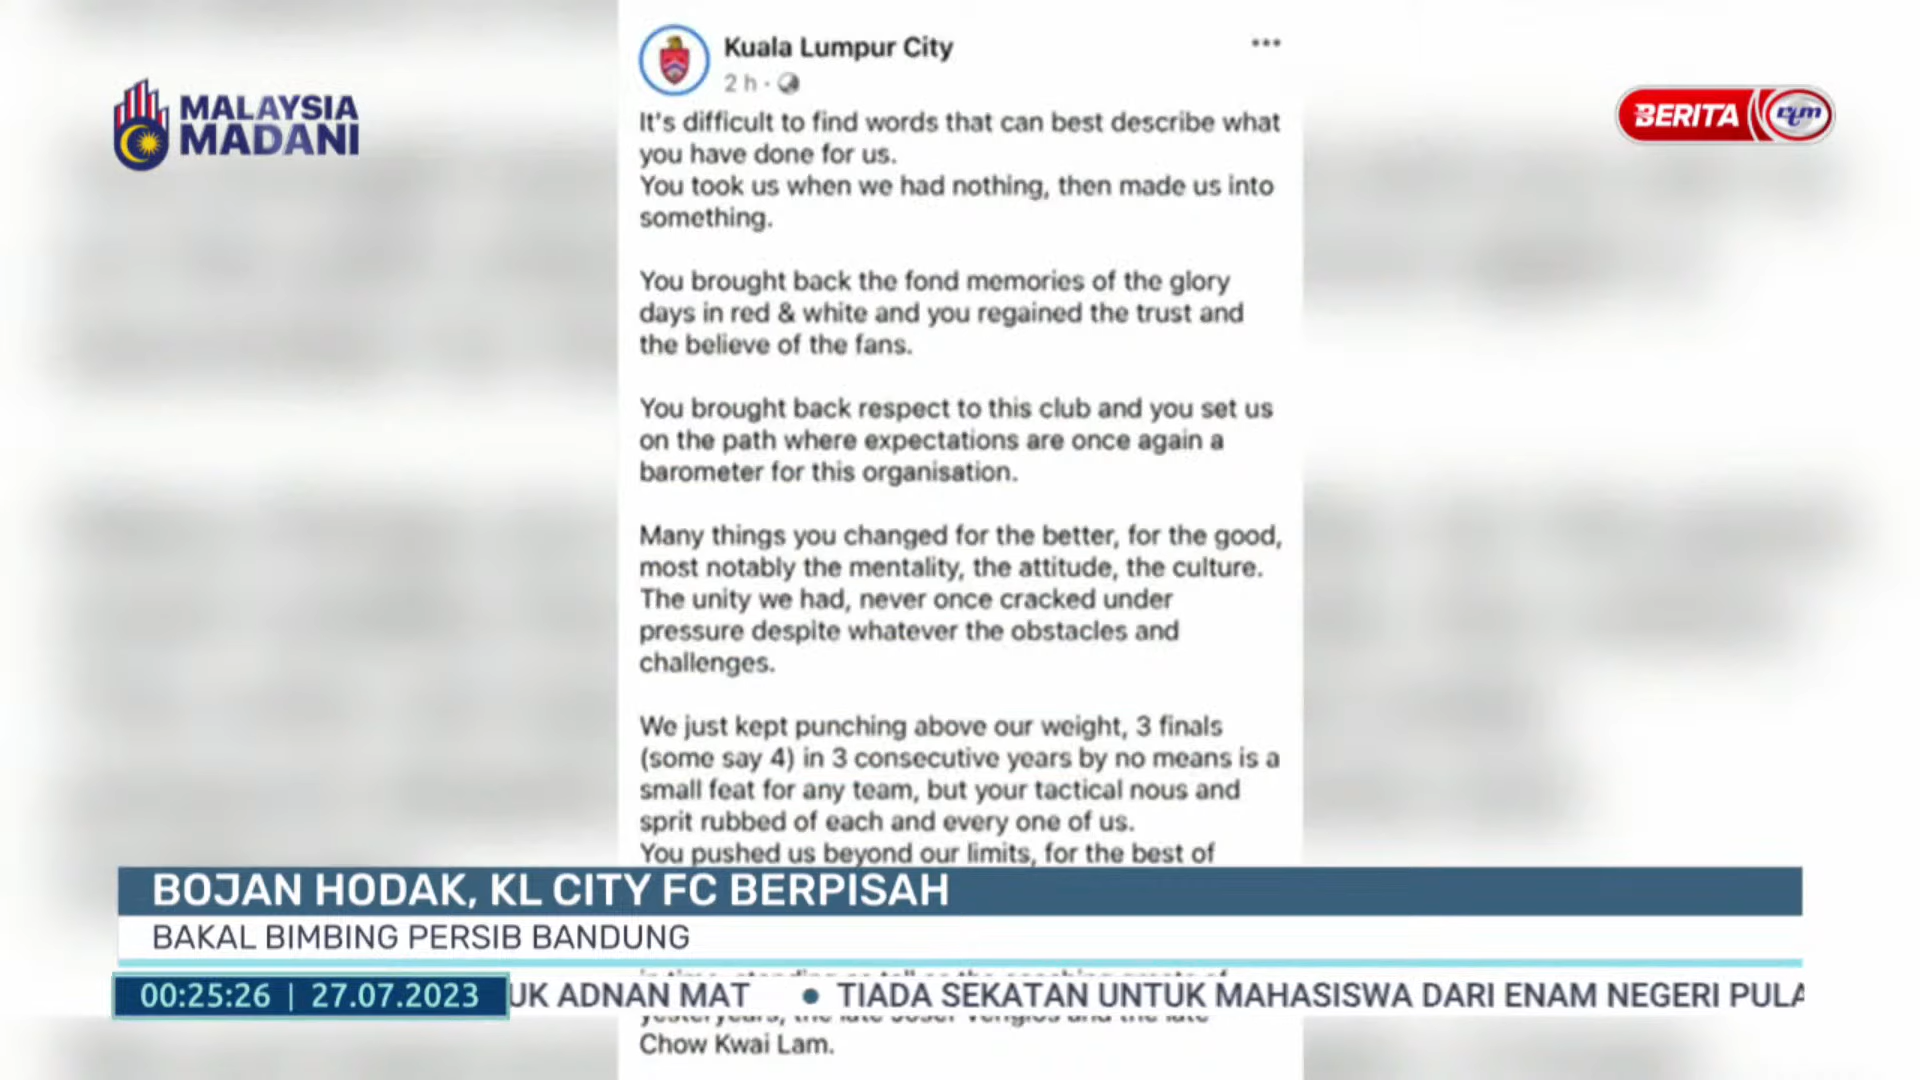 Kuala Lumpur City
2 h ·
It's difficult to find words that can best describe what
you have done for us.
You took us when we had nothing, then made us into
something.
You brought back the fond memories of the glory
days in red & white and you regained the trust and
the believe of the fans.
You brought back respect to this club and you set us
on the path where expectations are once again a
barometer for this organisation.
Many things you changed for the better, for the good,
most notably the mentality, the attitude, the culture.
The unity we had, never once cracked under
pressure despite whatever the obstacles and
challenges.
We just kept punching above our weight, 3 finals
(some say 4) in 3 consecutive years by no means is a
small feat for any team, but your tactical nous and
sprit rubbed of each and every one of us.
You pushed us beyond our limits, for the best of
Chow Kwai Lam.
MALAYSIA
MADANI
BERITA rtm
BOJAN HODAK, KL CITY FC BERPISAH
BAKAL BIMBING PERSIB BANDUNG
00:25:26 | 27.07.2023 UK ADNAN MAT • TIADA SEKATAN UNTUK MAHASISWA DARI ENAM NEGERI PULA